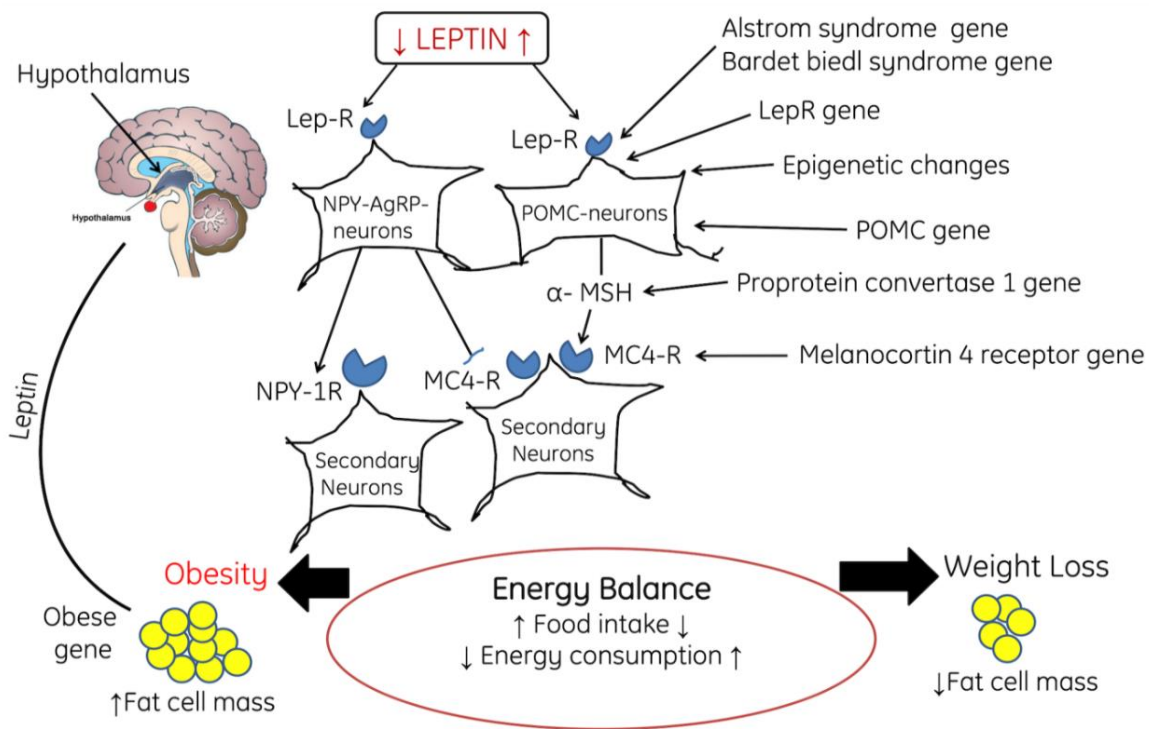 ↓ LEPTIN ↑
Alstrom syndrome gene
Bardet biedl syndrome gene
Hypothalamus
Lep-R
Lep-R
LepR gene
Epigenetic changes
Hypothalamus
NPY-AgRP-
neurons
POMC-neurons
POMC gene
α- MSH
Proprotein convertase 1 gene
NPY-1R
MC4-R
MC4-R
Melanocortin 4 receptor gene
Leptin
Secondary
Neurons
Secondary
Neurons
Obesity
Energy Balance
↑ Food intake ↓
↓ Energy consumption ↑
Weight Loss
Obese
gene
↑Fat cell mass
↓Fat cell mass